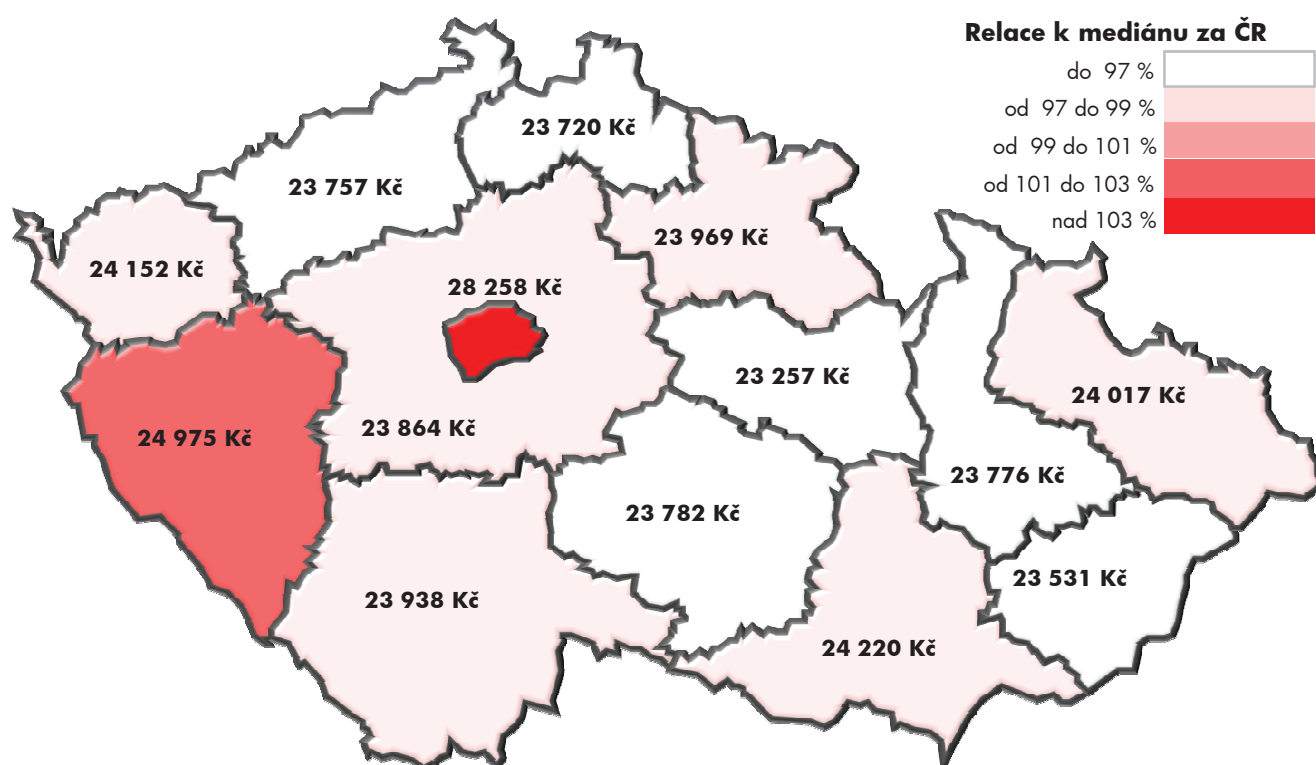 Relace k mediánu za ČR
do 97 %
od 97 do 99 %
od 99 do 101 %
od 101 do 103 %
nad 103 %
23 720 Kč
23 757 Kč
23 969 Kč
24 152 Kč
28 258 Kč
23 257 Kč
24 017 Kč
23 864 Kč
24 975 Kč
23 776 Kč
23 782 Kč
23 531 Kč
23 938 Kč
24 220 Kč